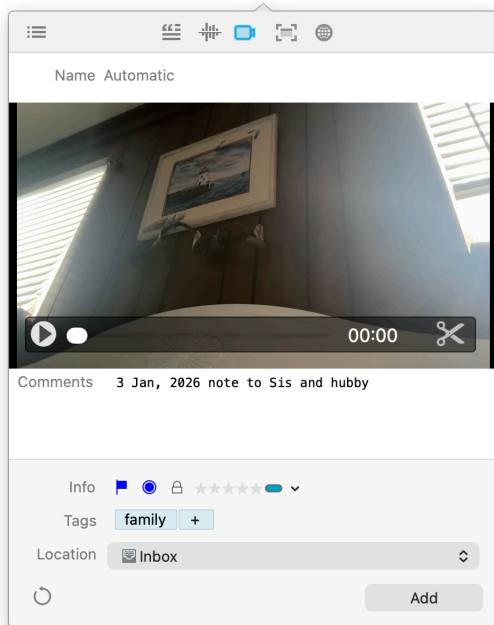 Name Automatic
00:00
Comments 3 Jan, 2026 note to Sis and hubby
Info
Tags family +
Location Inbox
Add